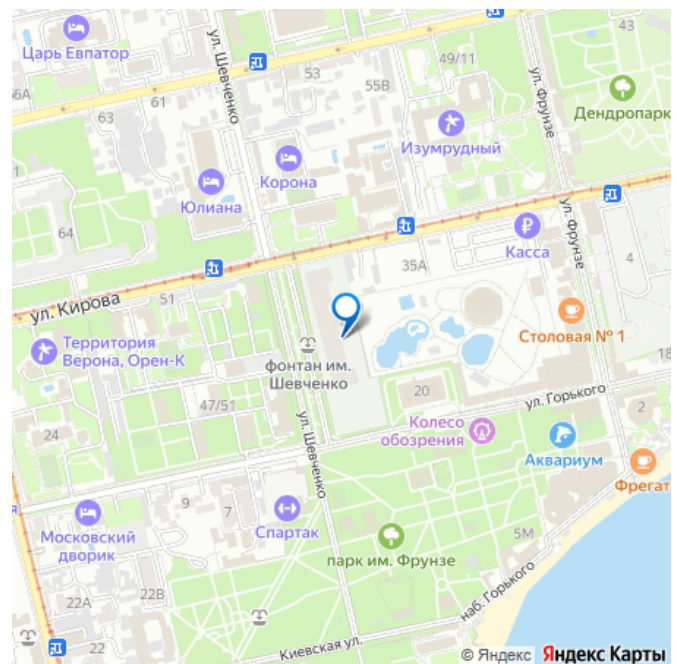 43
Царь Евпатор
ул. Шевченко
53
49/11
55В
ул. Фрунзе
66А
61
63
Дендропарк
Изумрудный
Корона
Юлиана
64
Касса
ул. Фрунзе
4
35А
ул. Кирова
51
Территория
Верона, Орен-К
фонтан им.
Шевченко
Столовая № 1
18
20
ул. Горького
47/51
ул. Шевченко
Колесо
обозрения
2
24
Аквариум
Фрегат
9
7
Московский
дворик
Спартак
5М
парк им. Фрунзе
наб. Горького
22А
22В
22
Киевская ул.
© Яндекс Яндекс Карты